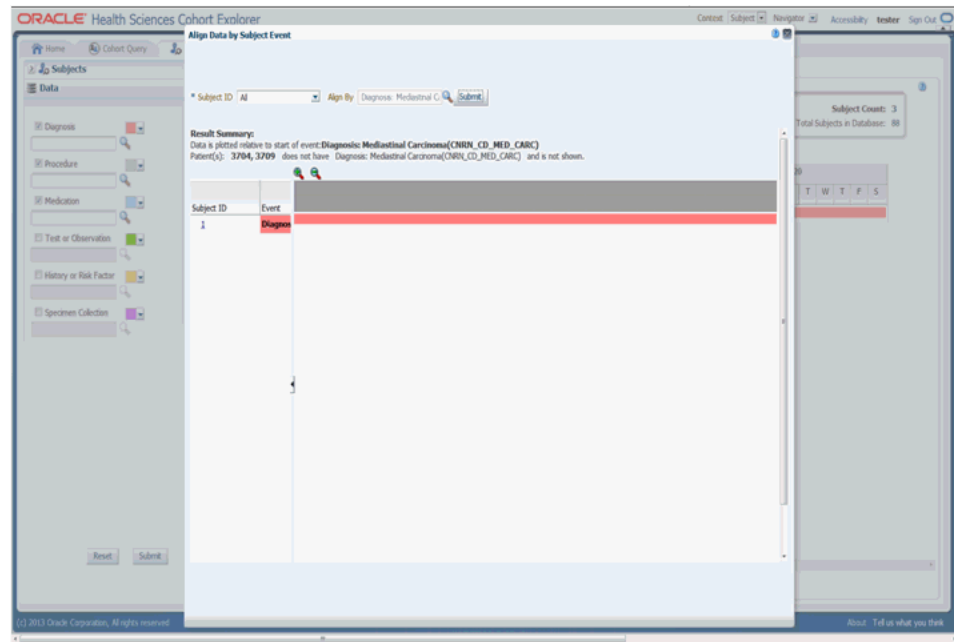 ORACLE Health Sciences Cohort Explorer
Context Subject Navigator Accessibility tester Sign Out
Home Cohort Query
Subjects
Data
Diagnosis
Procedure
Medication
Test or Observation
History or Risk Factor
Specimen Collection
Reset Submit
Align Data by Subject Event
* Subject ID All Align By Diagnosis: Mediastinal C Submit
Result Summary:
Data is plotted relative to start of event:Diagnosis: Mediastinal Carcinoma(CNRN_CD_MED_CARC)
Patient(s): 3704, 3709 does not have Diagnosis: Mediastinal Carcinoma(CNRN_CD_MED_CARC) and is not shown.
Subject ID Event
1 Diagnos
Subject Count: 3
Total Subjects in Database: 88
T W T F S
(c) 2013 Oracle Corporation, All rights reserved
About Tell us what you think